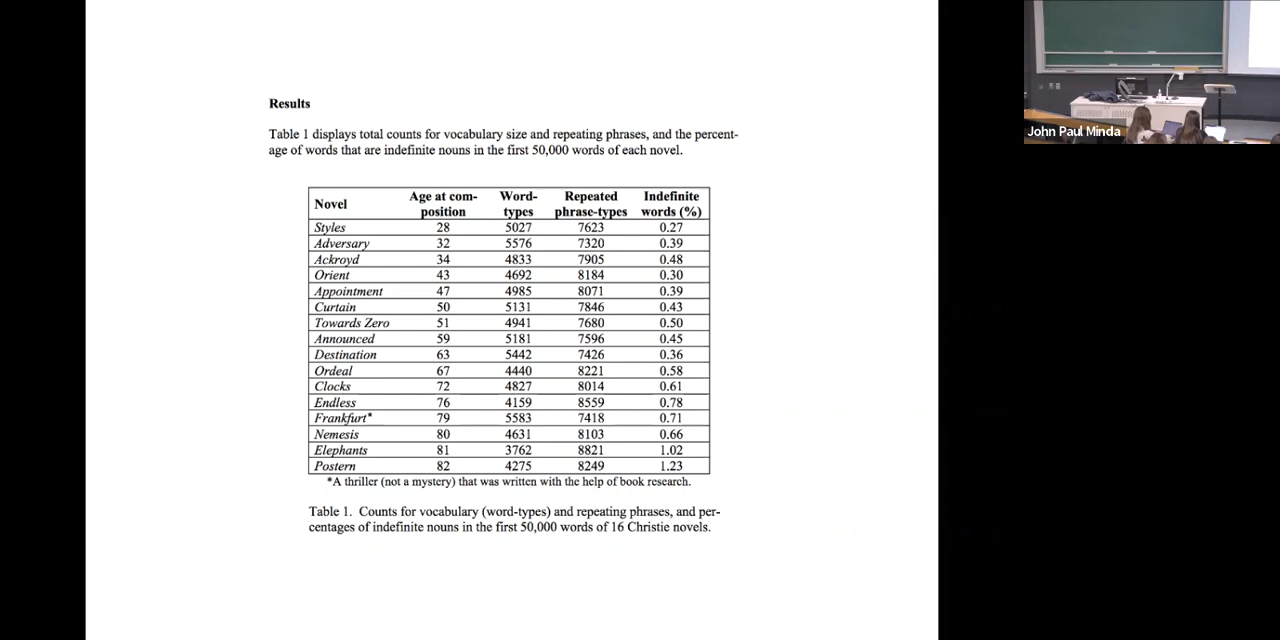 Results
Table 1 displays total counts for vocabulary size and repeating phrases, and the percent-
age of words that are indefinite nouns in the first 50,000 words of each novel.
Novel Age at com-position Word-types Repeated phrase-types Indefinite words (%)
Styles 28 5027 7623 0.27
Adversary 32 5576 7320 0.39
Ackroyd 34 4833 7905 0.48
Orient 43 4692 8184 0.30
Appointment 47 4985 8071 0.39
Curtain 50 5131 7846 0.43
Towards Zero 51 4941 7680 0.50
Announced 59 5181 7596 0.45
Destination 63 5442 7426 0.36
Ordeal 67 4440 8221 0.58
Clocks 72 4827 8014 0.61
Endless 76 4159 8559 0.78
Frankfurt* 79 5583 7418 0.71
Nemesis 80 4631 8103 0.66
Elephants 81 3762 8821 1.02
Postern 82 4275 8249 1.23
*A thriller (not a mystery) that was written with the help of book research.
Table 1. Counts for vocabulary (word-types) and repeating phrases, and per-
centages of indefinite nouns in the first 50,000 words of 16 Christie novels.
John Paul Minda